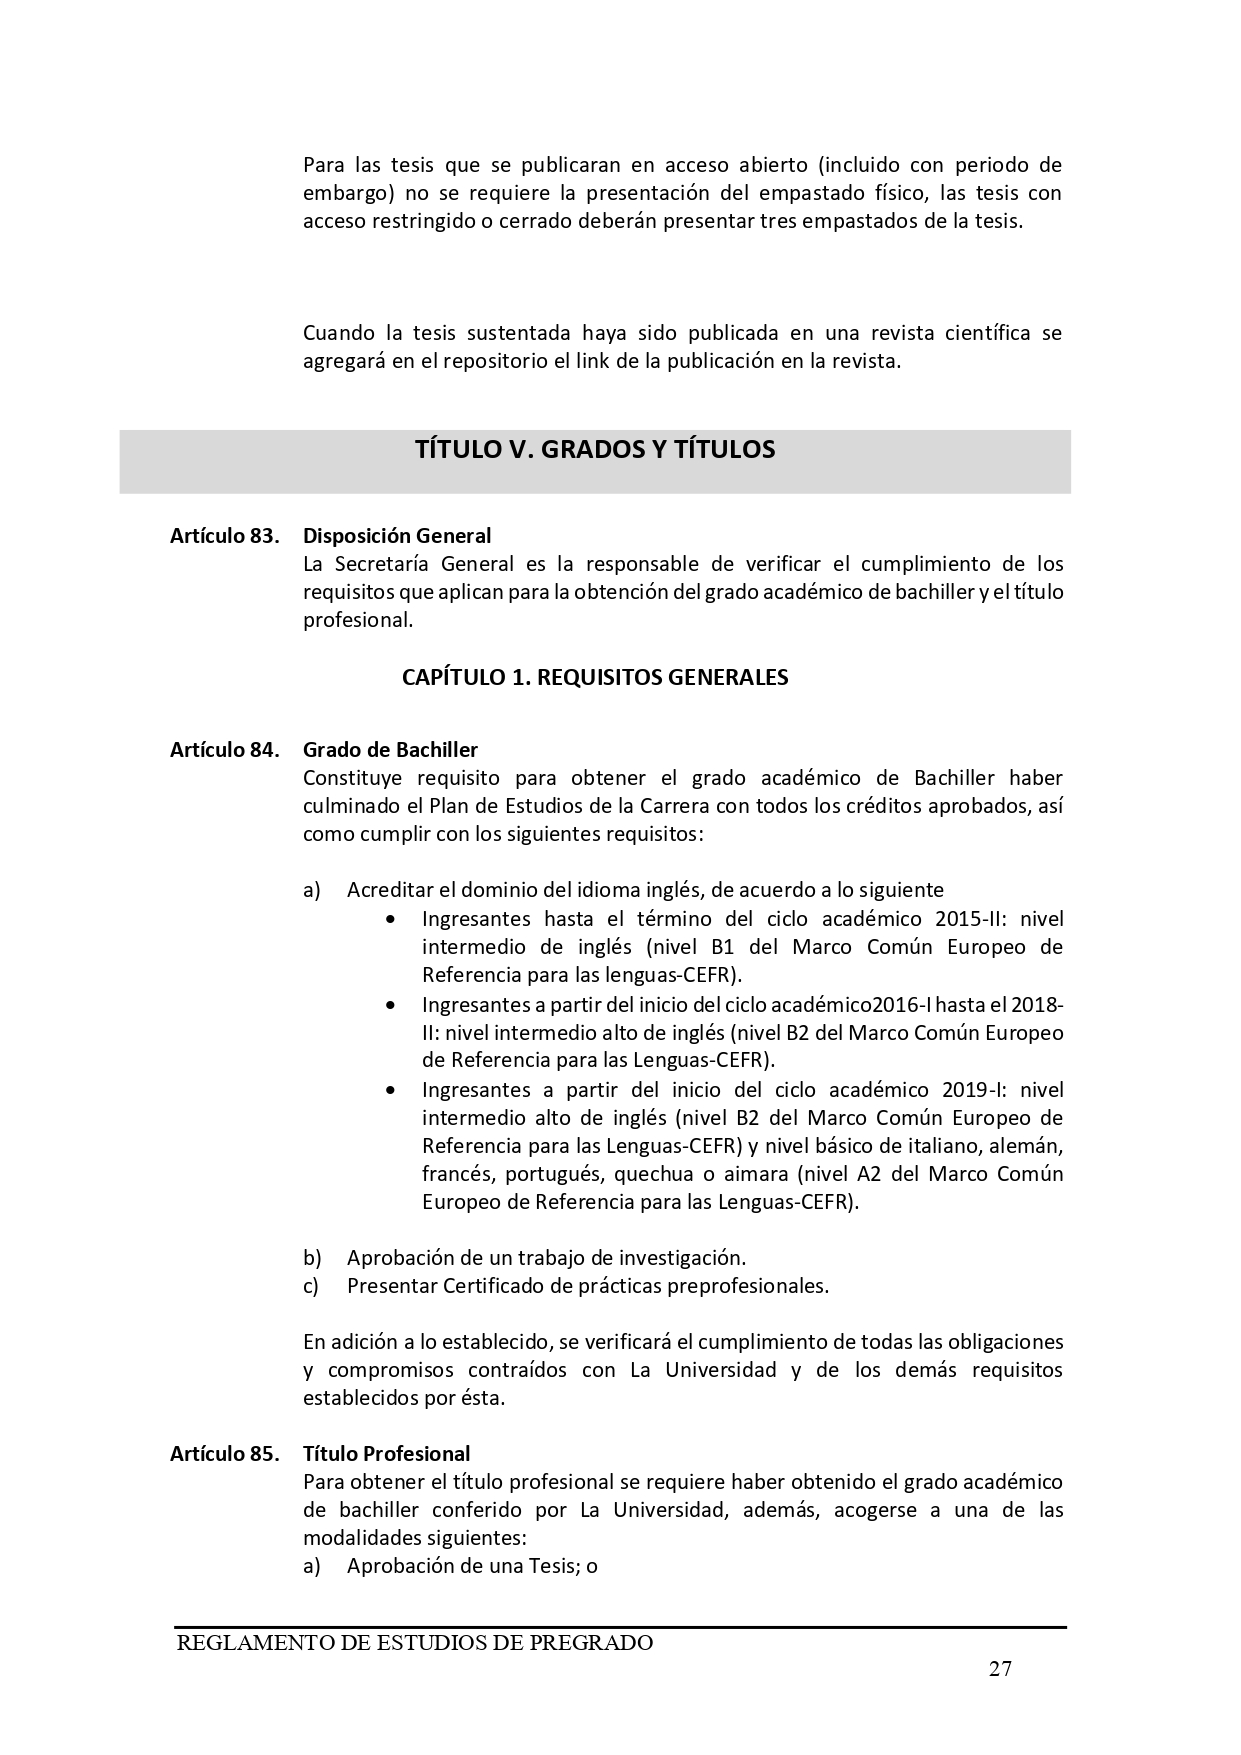 Para las tesis que se publicaran en acceso abierto (incluido con periodo de
embargo) no se requiere la presentación del empastado físico, las tesis con
acceso restringido o cerrado deberán presentar tres empastados de la tesis.
Cuando la tesis sustentada haya sido publicada en una revista científica se
agregará en el repositorio el link de la publicación en la revista.
TÍTULO V. GRADOS Y TÍTULOS
Artículo 83. Disposición General
La Secretaría General es la responsable de verificar el cumplimiento de los
requisitos que aplican para la obtención del grado académico de bachiller y el título
profesional.
CAPÍTULO 1. REQUISITOS GENERALES
Artículo 84. Grado de Bachiller
Constituye requisito para obtener el grado académico de Bachiller haber
culminado el Plan de Estudios de la Carrera con todos los créditos aprobados, así
como cumplir con los siguientes requisitos:
a) Acreditar el dominio del idioma inglés, de acuerdo a lo siguiente
• Ingresantes hasta el término del ciclo académico 2015-II: nivel
intermedio de inglés (nivel B1 del Marco Común Europeo de
Referencia para las lenguas-CEFR).
• Ingresantes a partir del inicio del ciclo académico2016-I hasta el 2018-
II: nivel intermedio alto de inglés (nivel B2 del Marco Común Europeo
de Referencia para las Lenguas-CEFR).
• Ingresantes a partir del inicio del ciclo académico 2019-I: nivel
intermedio alto de inglés (nivel B2 del Marco Común Europeo de
Referencia para las Lenguas-CEFR) y nivel básico de italiano, alemán,
francés, portugués, quechua o aimara (nivel A2 del Marco Común
Europeo de Referencia para las Lenguas-CEFR).
b) Aprobación de un trabajo de investigación.
c) Presentar Certificado de prácticas preprofesionales.
En adición a lo establecido, se verificará el cumplimiento de todas las obligaciones
y compromisos contraídos con La Universidad y de los demás requisitos
establecidos por ésta.
Artículo 85. Título Profesional
Para obtener el título profesional se requiere haber obtenido el grado académico
de bachiller conferido por La Universidad, además, acogerse a una de las
modalidades siguientes:
a) Aprobación de una Tesis; o
REGLAMENTO DE ESTUDIOS DE PREGRADO
27